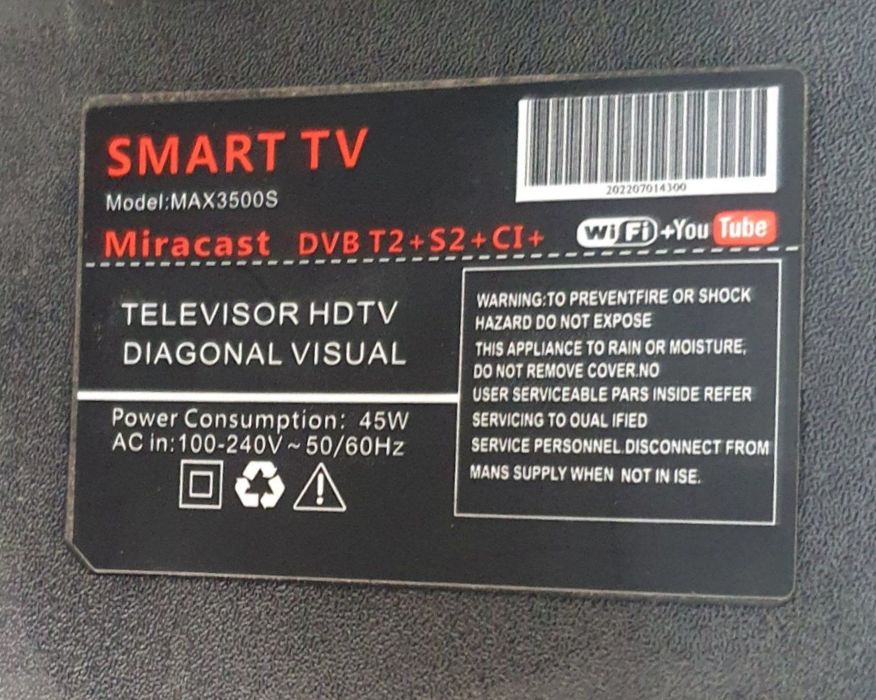 SMART TV
202207014300
Model:MAX3500S
Miracast DVB T2+S2+CI+ WiFi+YouTube
TELEVISOR HDTV
DIAGONAL VISUAL
Power Consumption: 45W
AC in:100-240V~50/60Hz
WARNING:TO PREVENTFIRE OR SHOCK
HAZARD DO NOT EXPOSE
THIS APPLIANCE TO RAIN OR MOISTURE,
DO NOT REMOVE COVER.NO
USER SERVICEABLE PARS INSIDE REFER
SERVICING TO OUAL IFIED
SERVICE PERSONNEL.DISCONNECT FROM
MANS SUPPLY WHEN NOT IN ISE.